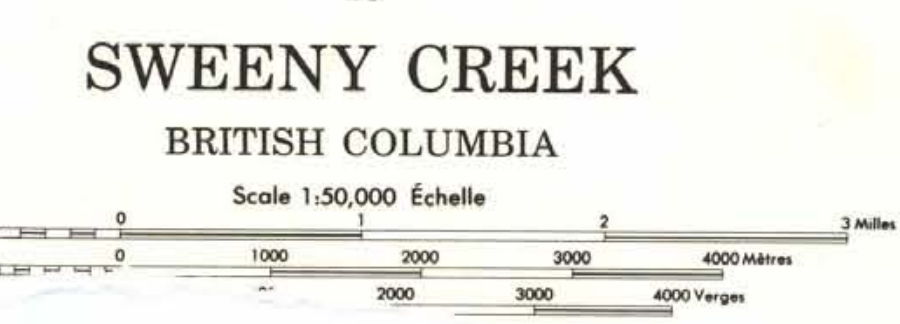 SWEENY CREEK
BRITISH COLUMBIA
Scale 1:50,000 Échelle
0 1 2 3 Milles
0 1000 2000 3000 4000 Mètres
2000 3000 4000 Verges